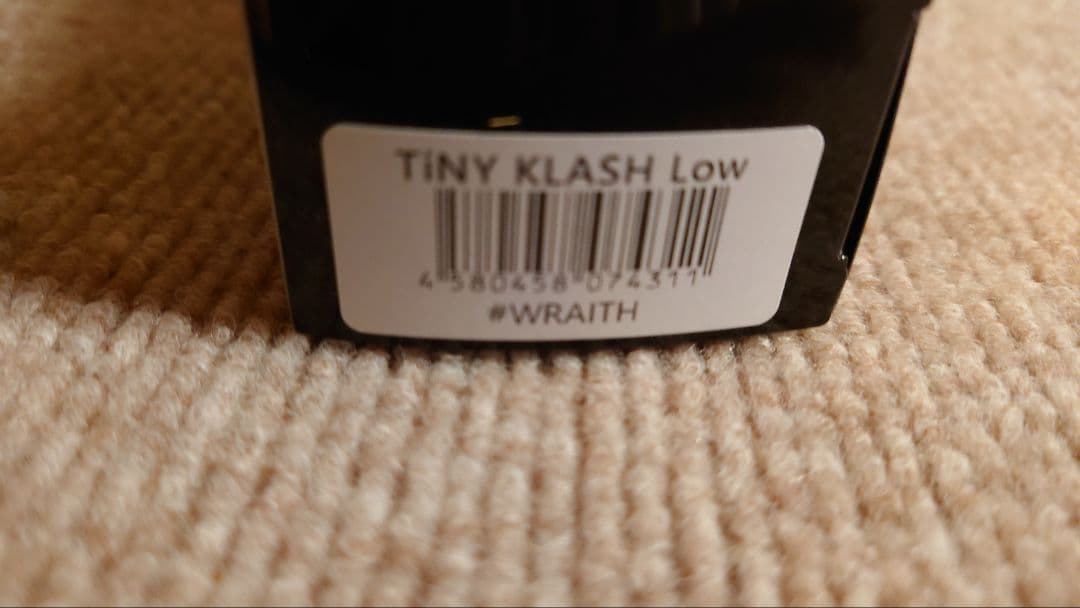 TiNY KLASH Low
4 580458 074311
#WRAITH